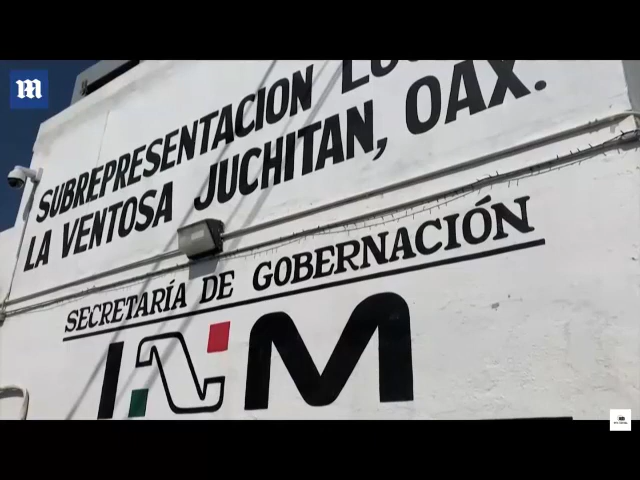 SUBREPRESENTACION
LA VENTOSA JUCHITAN, OAX.
SECRETARÍA DE GOBERNACIÓN
INM